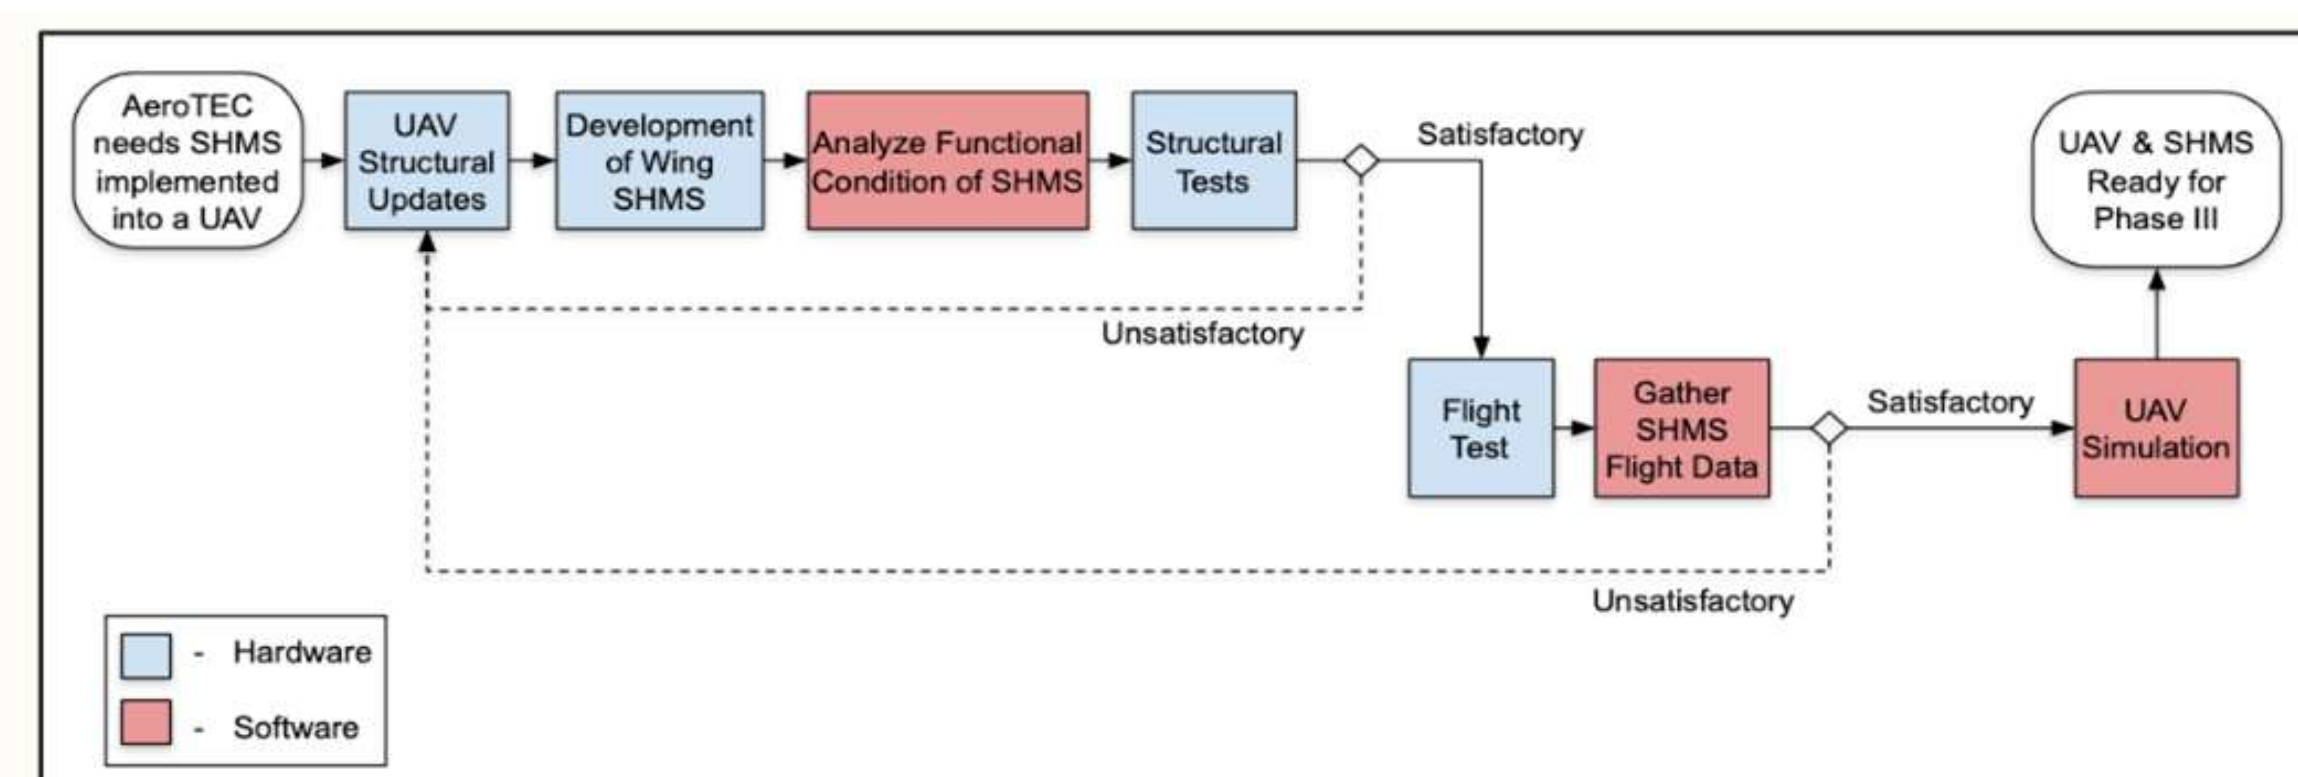 AeroTEC
needs SHMS
implemented
into a UAV
UAV
Structural
Updates
Development
of Wing
SHMS
Analyze Functional
Condition of SHMS
Structural
Tests
Satisfactory
Unsatisfactory
UAV & SHMS
Ready for
Phase III
Flight
Test
Gather
SHMS
Flight Data
Satisfactory
UAV
Simulation
Unsatisfactory
- Hardware
- Software